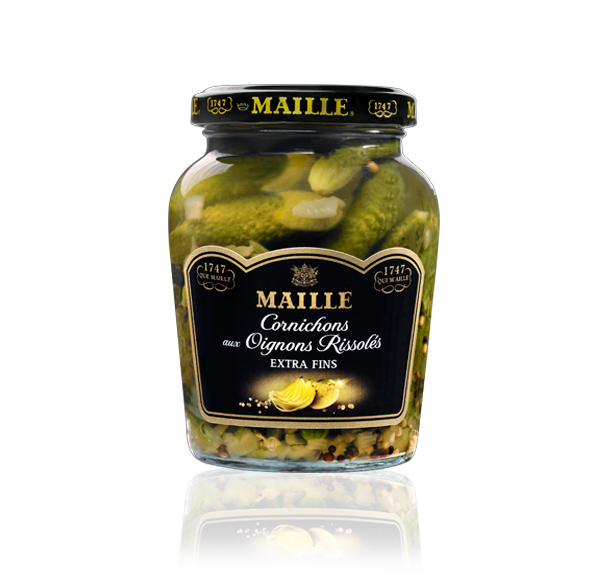 E. 1747 MAILLE® 1747 M
1747
QUE MAILLE
1747
QUE MAILLE
MAILLE
Cornichons
aux Oignons Rissolés
EXTRA FINS